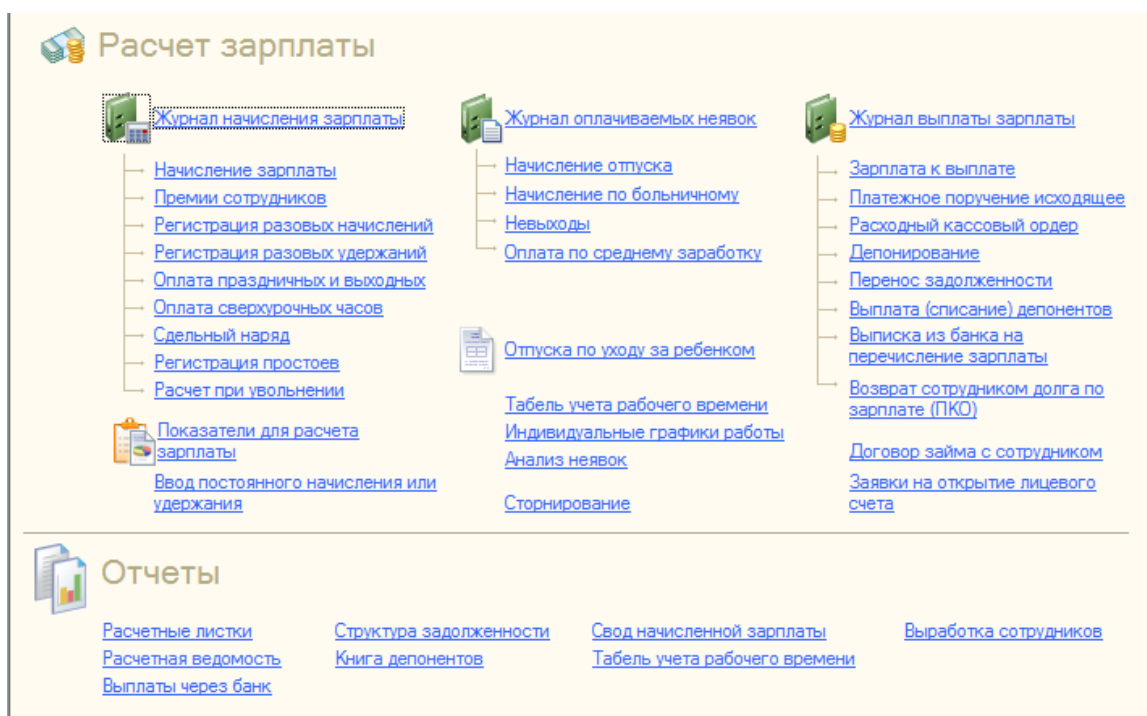 Расчет зарплаты
Журнал начисления зарплаты
Начисление зарплаты
Премии сотрудников
Регистрация разовых начислений
Регистрация разовых удержаний
Оплата праздничных и выходных
Оплата сверхурочных часов
Сдельный наряд
Регистрация простоев
Расчет при увольнении
Показатели для расчета
зарплаты
Ввод постоянного начисления или
удержания
Журнал оплачиваемых неявок
Начисление отпуска
Начисление по больничному
Невыходы
Оплата по среднему заработку
Отпуска по уходу за ребенком
Табель учета рабочего времени
Индивидуальные графики работы
Анализ неявок
Сторнирование
Журнал выплаты зарплаты
Зарплата к выплате
Платежное поручение исходящее
Расходный кассовый ордер
Депонирование
Перенос задолженности
Выплата (списание) депонентов
Выписка из банка на
перечисление зарплаты
Возврат сотрудником долга по
зарплате (ПКО)
Договор займа с сотрудником
Заявки на открытие лицевого
счета
Отчеты
Расчетные листки
Структура задолженности
Свод начисленной зарплаты
Выработка сотрудников
Расчетная ведомость
Книга депонентов
Табель учета рабочего времени
Выплаты через банк